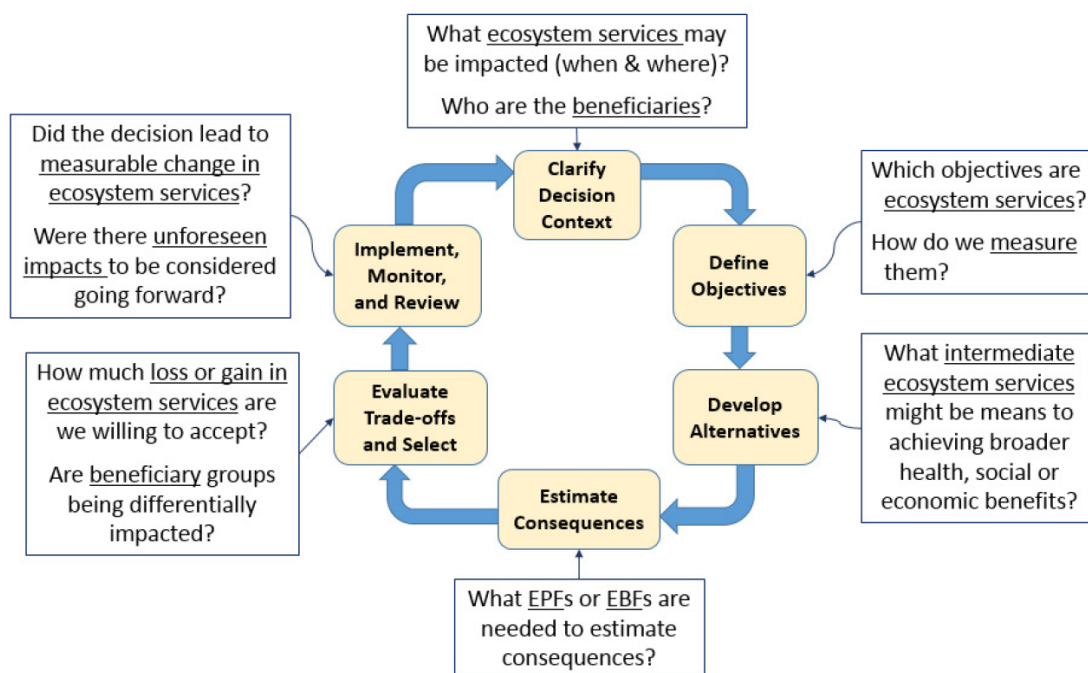 What ecosystem services may
be impacted (when & where)?
Who are the beneficiaries?
Clarify
Decision
Context
Which objectives are
ecosystem services?
How do we measure
them?
Define
Objectives
What intermediate
ecosystem services
might be means to
achieving broader
health, social or
economic benefits?
Develop
Alternatives
What EPFs or EBFs are
needed to estimate
consequences?
Estimate
Consequences
How much loss or gain in
ecosystem services are
we willing to accept?
Are beneficiary groups
being differentially
impacted?
Evaluate
Trade-offs
and Select
Did the decision lead to
measurable change in
ecosystem services?
Were there unforeseen
impacts to be considered
going forward?
Implement,
Monitor,
and Review